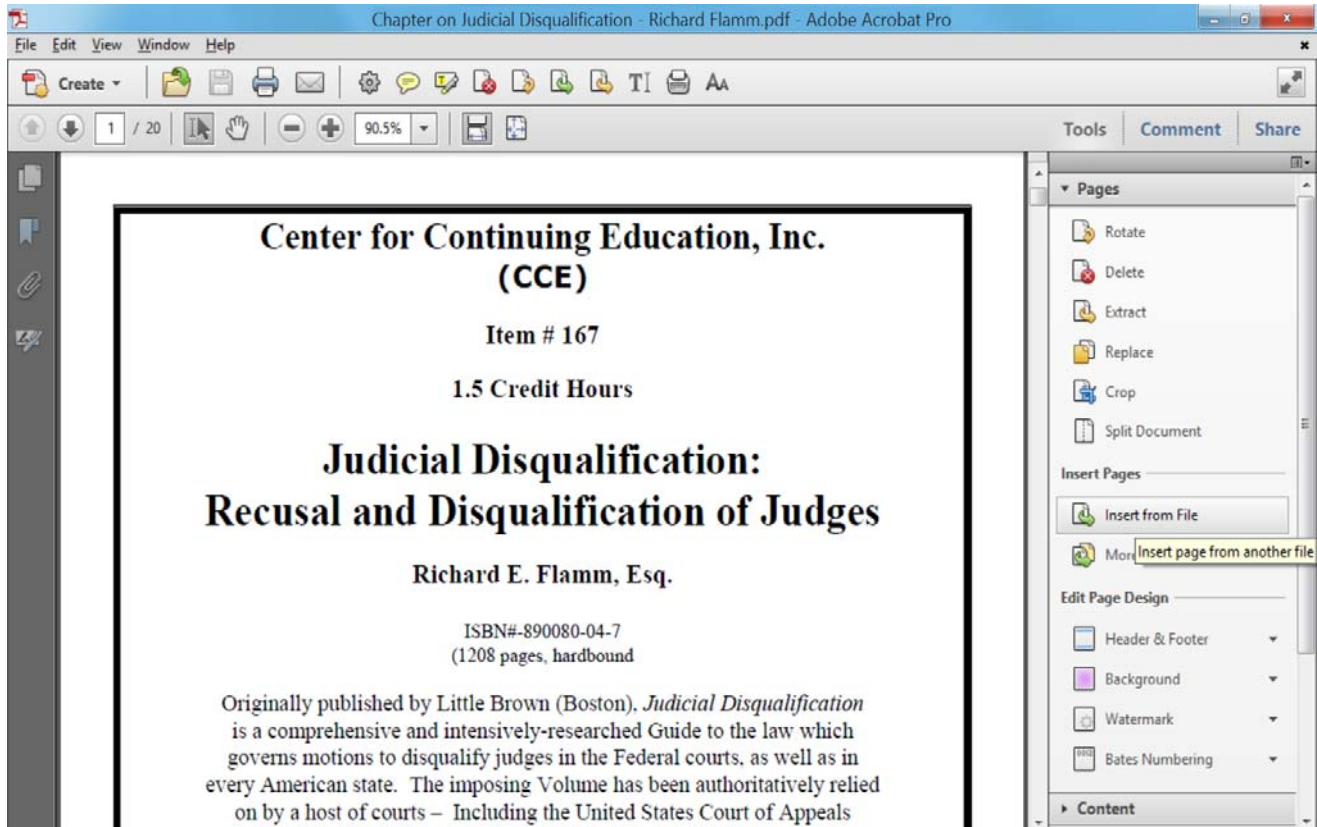 Chapter on Judicial Disqualification - Richard Flamm.pdf - Adobe Acrobat Pro
File Edit View Window Help
Create
1 / 20 90.5% Tools Comment Share
Pages
Center for Continuing Education, Inc.
(CCE)
Item # 167
1.5 Credit Hours
Judicial Disqualification:
Recusal and Disqualification of Judges
Richard E. Flamm, Esq.
ISBN#-890080-04-7
(1208 pages, hardbound
Originally published by Little Brown (Boston), Judicial Disqualification
is a comprehensive and intensively-researched Guide to the law which
governs motions to disqualify judges in the Federal courts, as well as in
every American state. The imposing Volume has been authoritatively relied
on by a host of courts – Including the United States Court of Appeals
Rotate
Delete
Extract
Replace
Crop
Split Document
Insert Pages
Insert from File
More
Insert page from another file
Edit Page Design
Header & Footer
Background
Watermark
Bates Numbering
Content